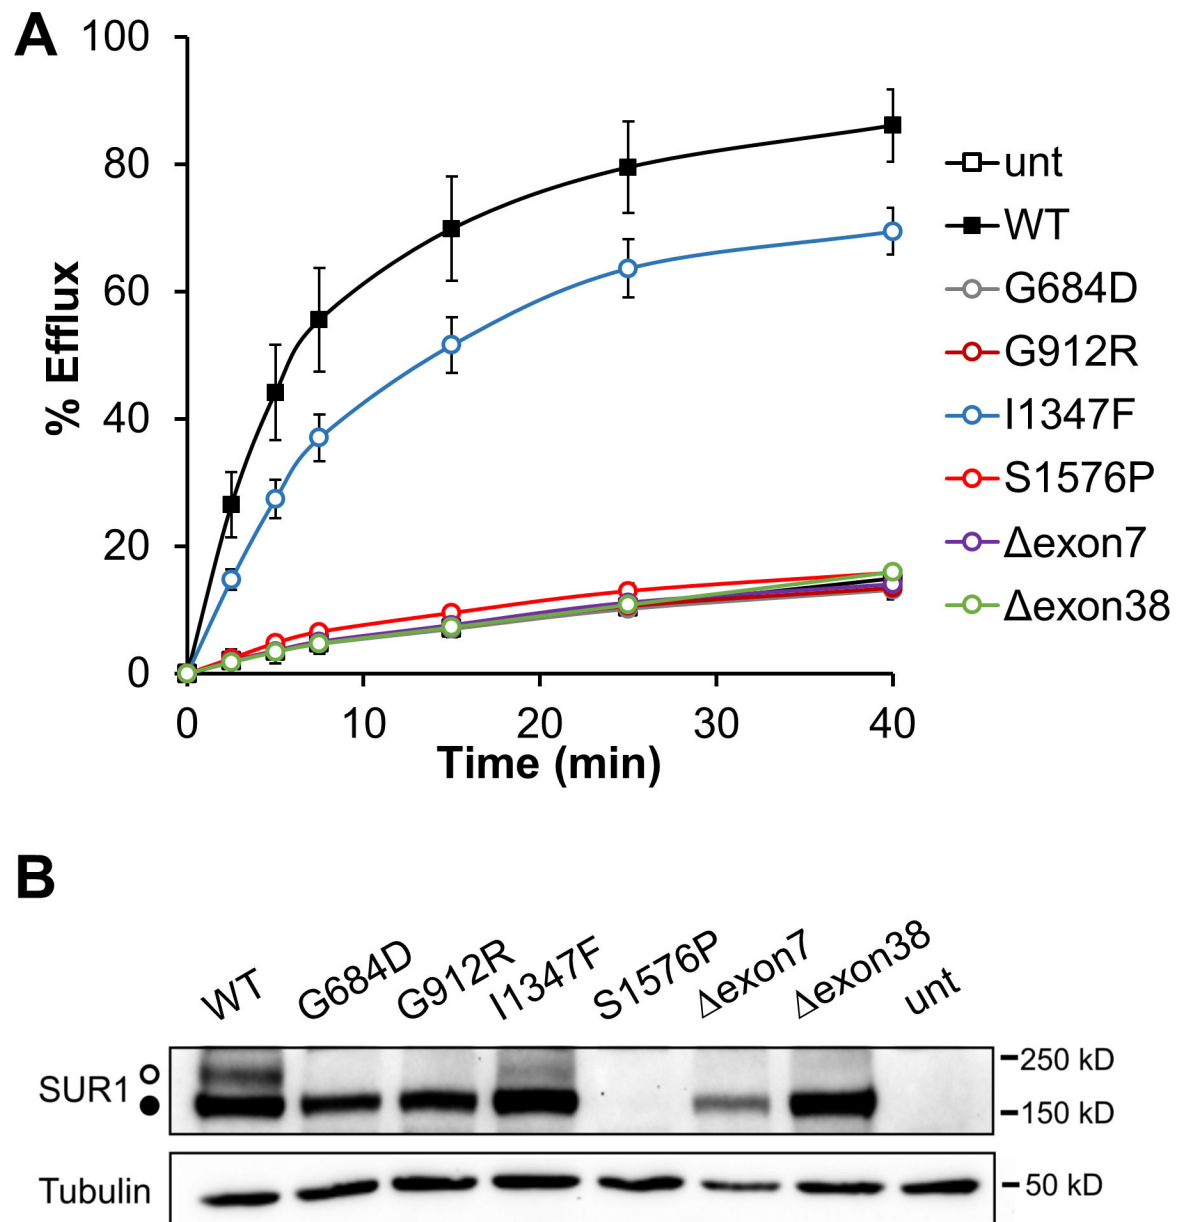 A
100
80
60
40
20
0
% Efflux
0 10 20 30 40
Time (min)
unt
WT
G684D
G912R
I1347F
S1576P
Δexon7
Δexon38
B
WT G684D G912R I1347F S1576P Δexon7 Δexon38 unt
SUR1
250 kD
150 kD
Tubulin
50 kD